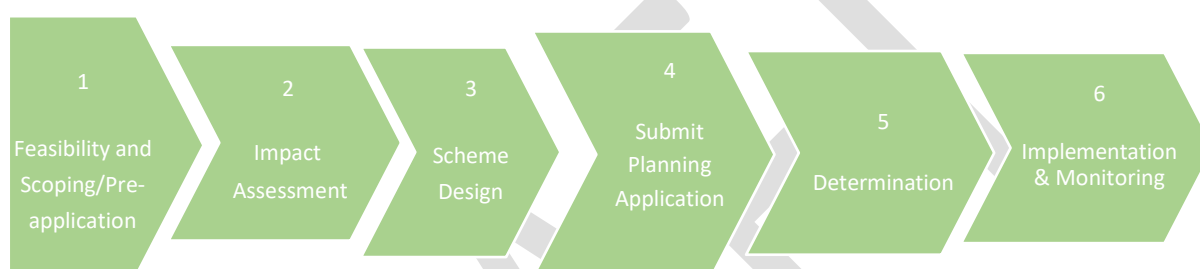 1
Feasibility and
Scoping/Pre-
application
2
Impact
Assessment
3
Scheme
Design
4
Submit
Planning
Application
5
Determination
6
Implementation
& Monitoring